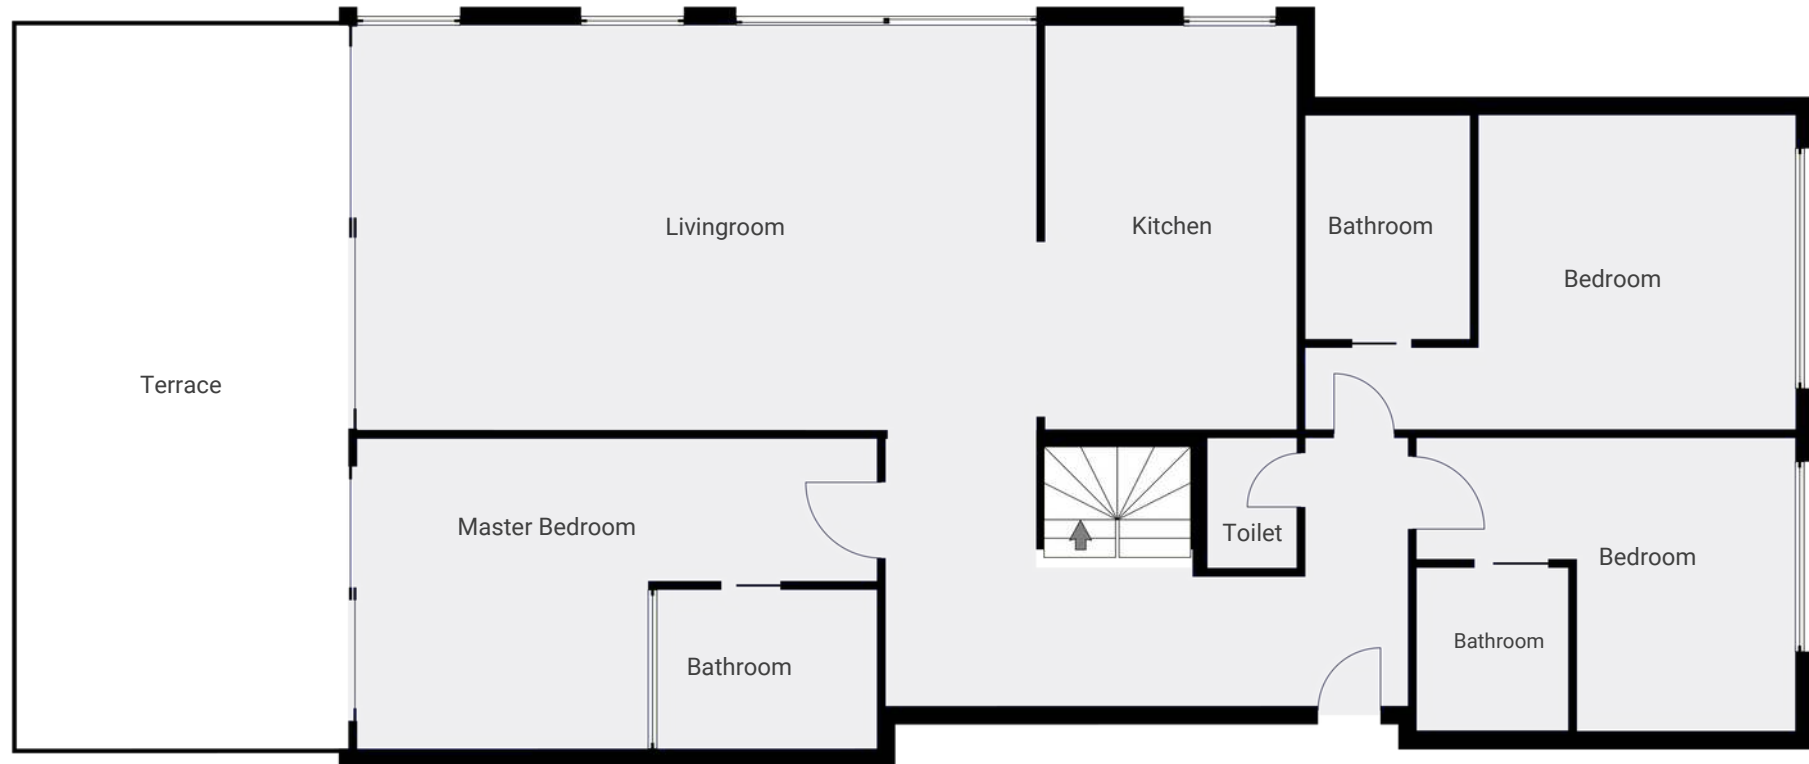 Livingroom
Kitchen
Bathroom
Bedroom
Terrace
Master Bedroom
Toilet
Bedroom
Bathroom
Bathroom